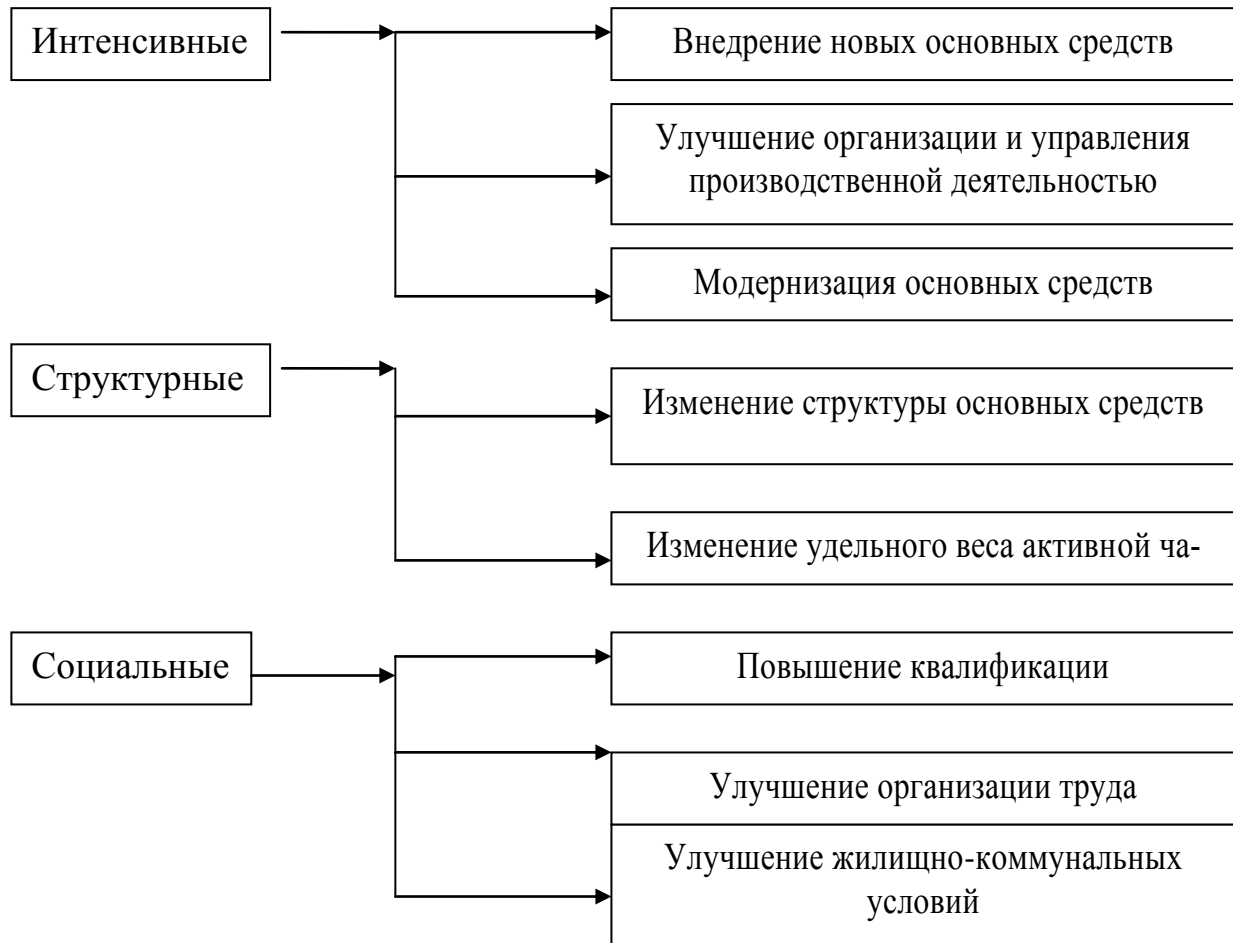 Интенсивные
Внедрение новых основных средств
Улучшение организации и управления
производственной деятельностью
Модернизация основных средств
Структурные
Изменение структуры основных средств
Изменение удельного веса активной ча-
Социальные
Повышение квалификации
Улучшение организации труда
Улучшение жилищно-коммунальных
условий